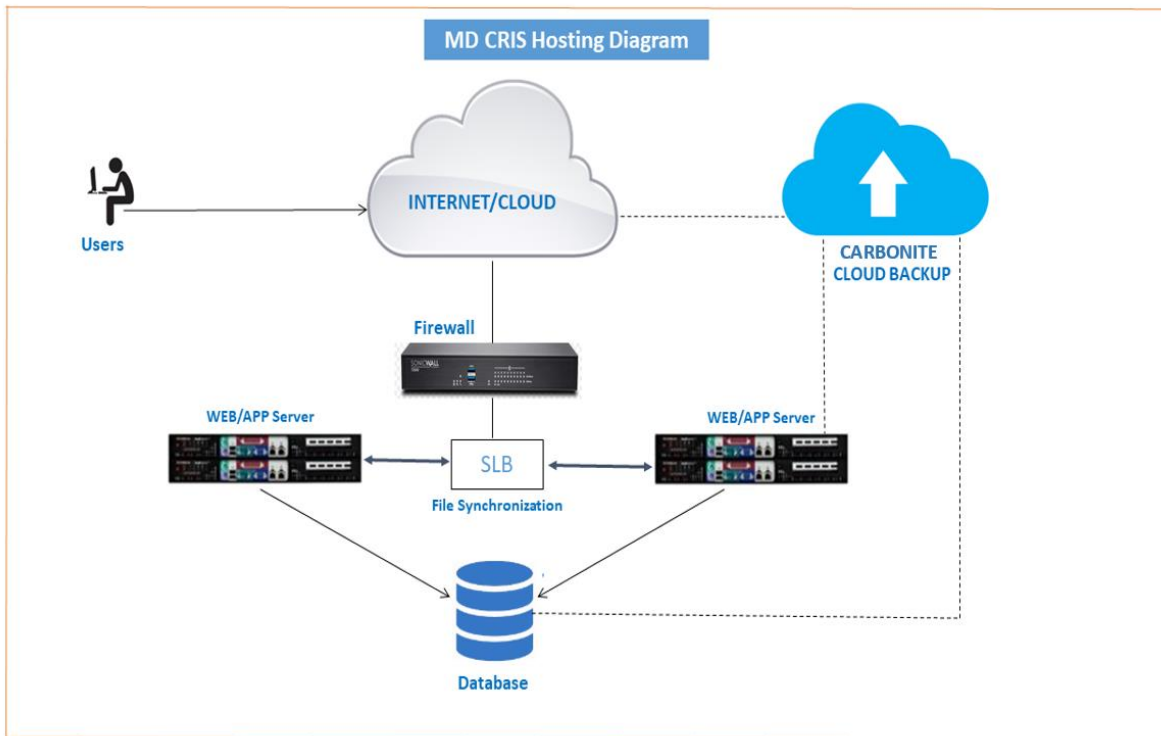 MD CRIS Hosting Diagram
INTERNET/CLOUD
Users
CARBONITE
CLOUD BACKUP
Firewall
SONICWALL
WEB/APP Server
WEB/APP Server
SLB
File Synchronization
Database